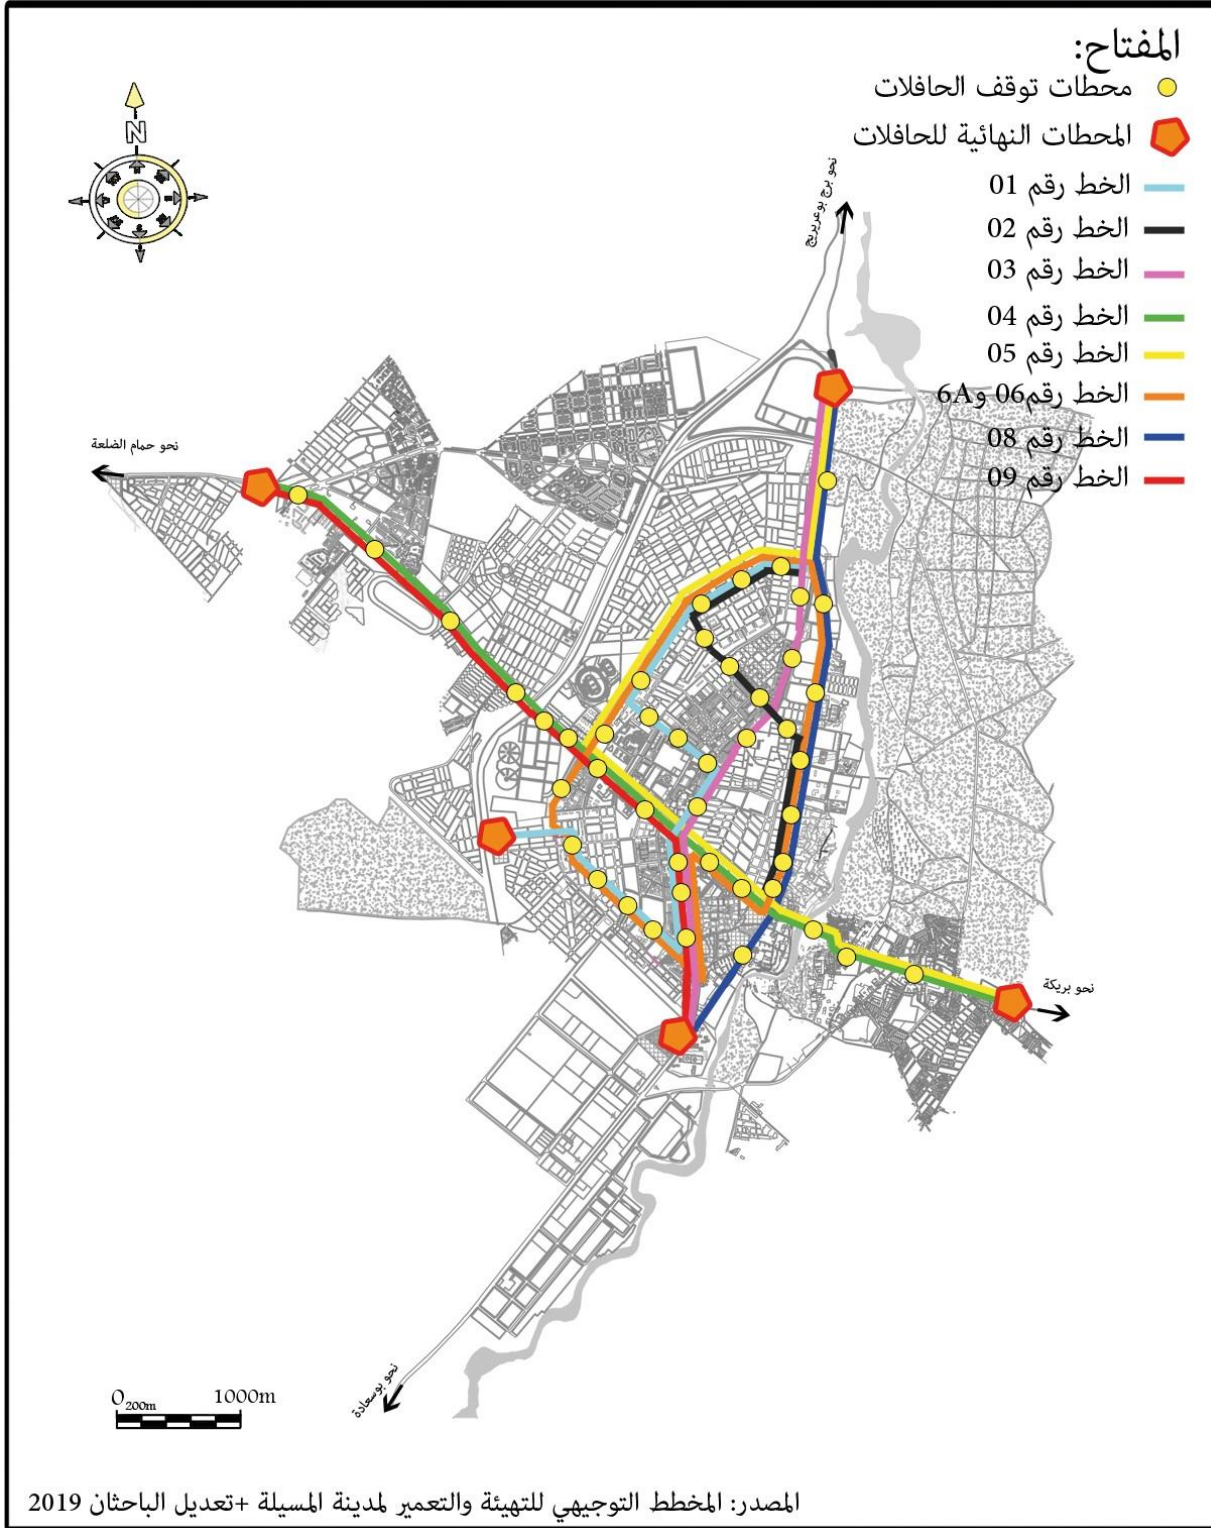 المفتاح:
محطات توقف الحافلات
المحطات النهائية للحافلات
الخط رقم 01
الخط رقم 02
الخط رقم 03
الخط رقم 04
الخط رقم 05
الخط رقم06 و6A
الخط رقم 08
الخط رقم 09
N
نحو برج بوعريريج
نحو حمام الضلعة
نحو بريكة
نحو بوسعادة
0 200m 1000m
المصدر: المخطط التوجيهي للتهيئة والتعمير لمدينة المسيلة +تعديل الباحثان 2019